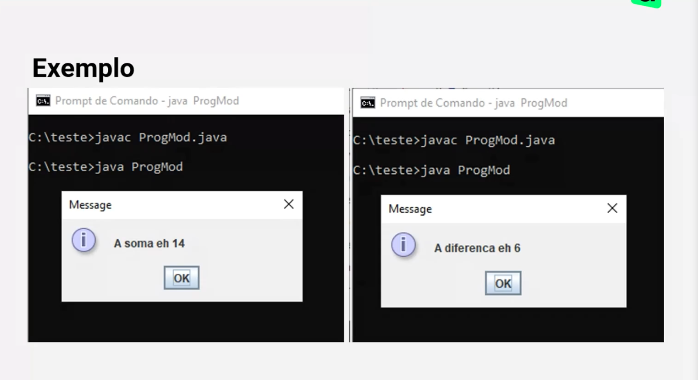 Exemplo
Prompt de Comando - java ProgMod
C:\teste>javac ProgMod.java
C:\teste>java ProgMod
Message
A soma eh 14
OK
Prompt de Comando - java ProgMod
C:\teste>javac ProgMod.java
C:\teste>java ProgMod
Message
A diferenca eh 6
OK